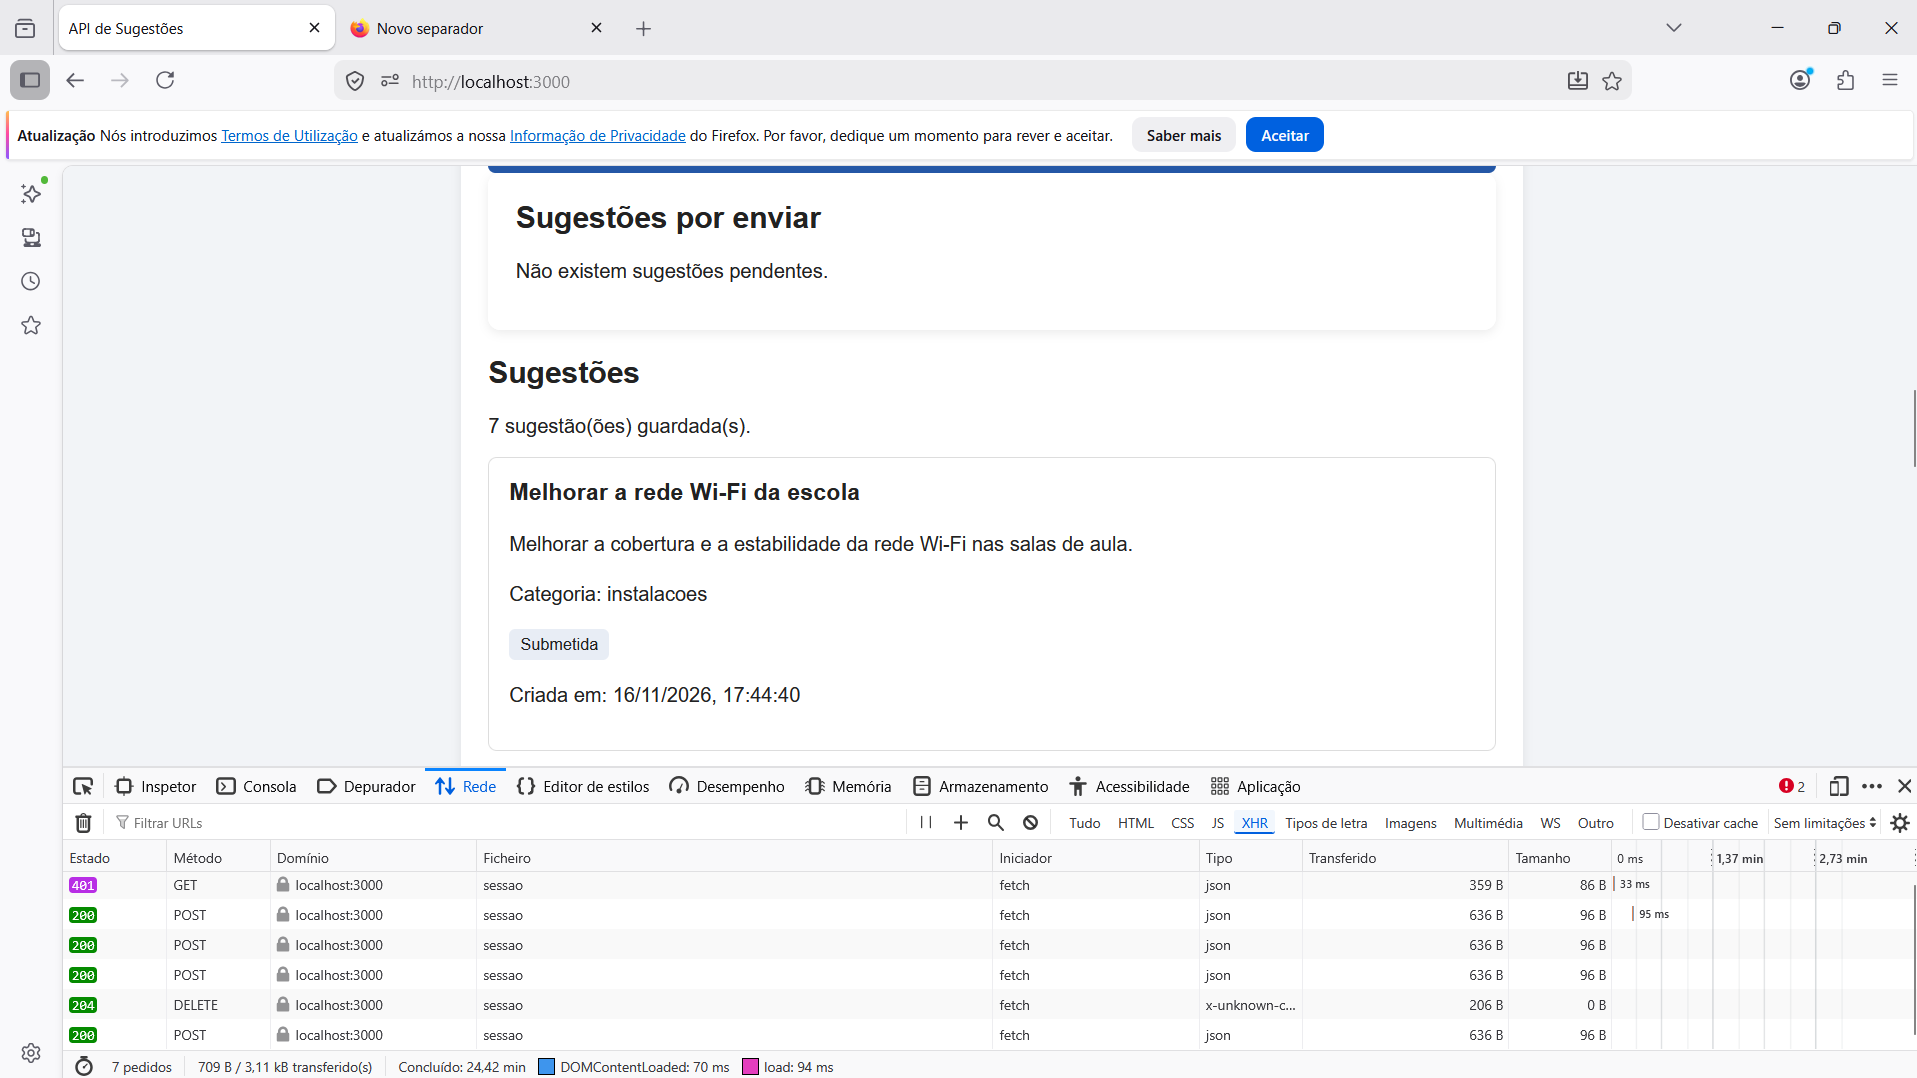 API de Sugestões
Novo separador
http://localhost:3000
Atualização Nós introduzimos Termos de Utilização e atualizámos a nossa Informação de Privacidade do Firefox. Por favor, dedique um momento para rever e aceitar.
Saber mais
Aceitar
Sugestões por enviar
Não existem sugestões pendentes.
Sugestões
7 sugestão(ões) guardada(s).
Melhorar a rede Wi-Fi da escola
Melhorar a cobertura e a estabilidade da rede Wi-Fi nas salas de aula.
Categoria: instalacoes
Submetida
Criada em: 16/11/2026, 17:44:40
Inspetor Consola Depurador Rede Editor de estilos Desempenho Memória Armazenamento Acessibilidade Aplicação 2
Filtrar URLs Tudo HTML CSS JS XHR Tipos de letra Imagens Multimédia WS Outro Desativar cache Sem limitações
Estado Método Domínio Ficheiro Iniciador Tipo Transferido Tamanho 0 ms 1,37 min 2,73 min
401 GET localhost:3000 sessao fetch json 359 B 86 B 33 ms
200 POST localhost:3000 sessao fetch json 636 B 96 B 95 ms
200 POST localhost:3000 sessao fetch json 636 B 96 B
200 POST localhost:3000 sessao fetch json 636 B 96 B
204 DELETE localhost:3000 sessao fetch x-unknown-c... 206 B 0 B
200 POST localhost:3000 sessao fetch json 636 B 96 B
7 pedidos 709 B / 3,11 kB transferido(s) Concluído: 24,42 min DOMContentLoaded: 70 ms load: 94 ms